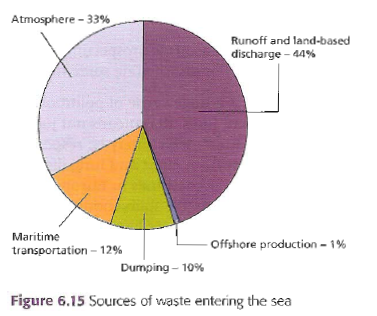 Atmosphere – 33%
Runoff and land-based
discharge – 44%
Maritime
transportation – 12%
Offshore production – 1%
Dumping – 10%
Figure 6.15 Sources of waste entering the sea